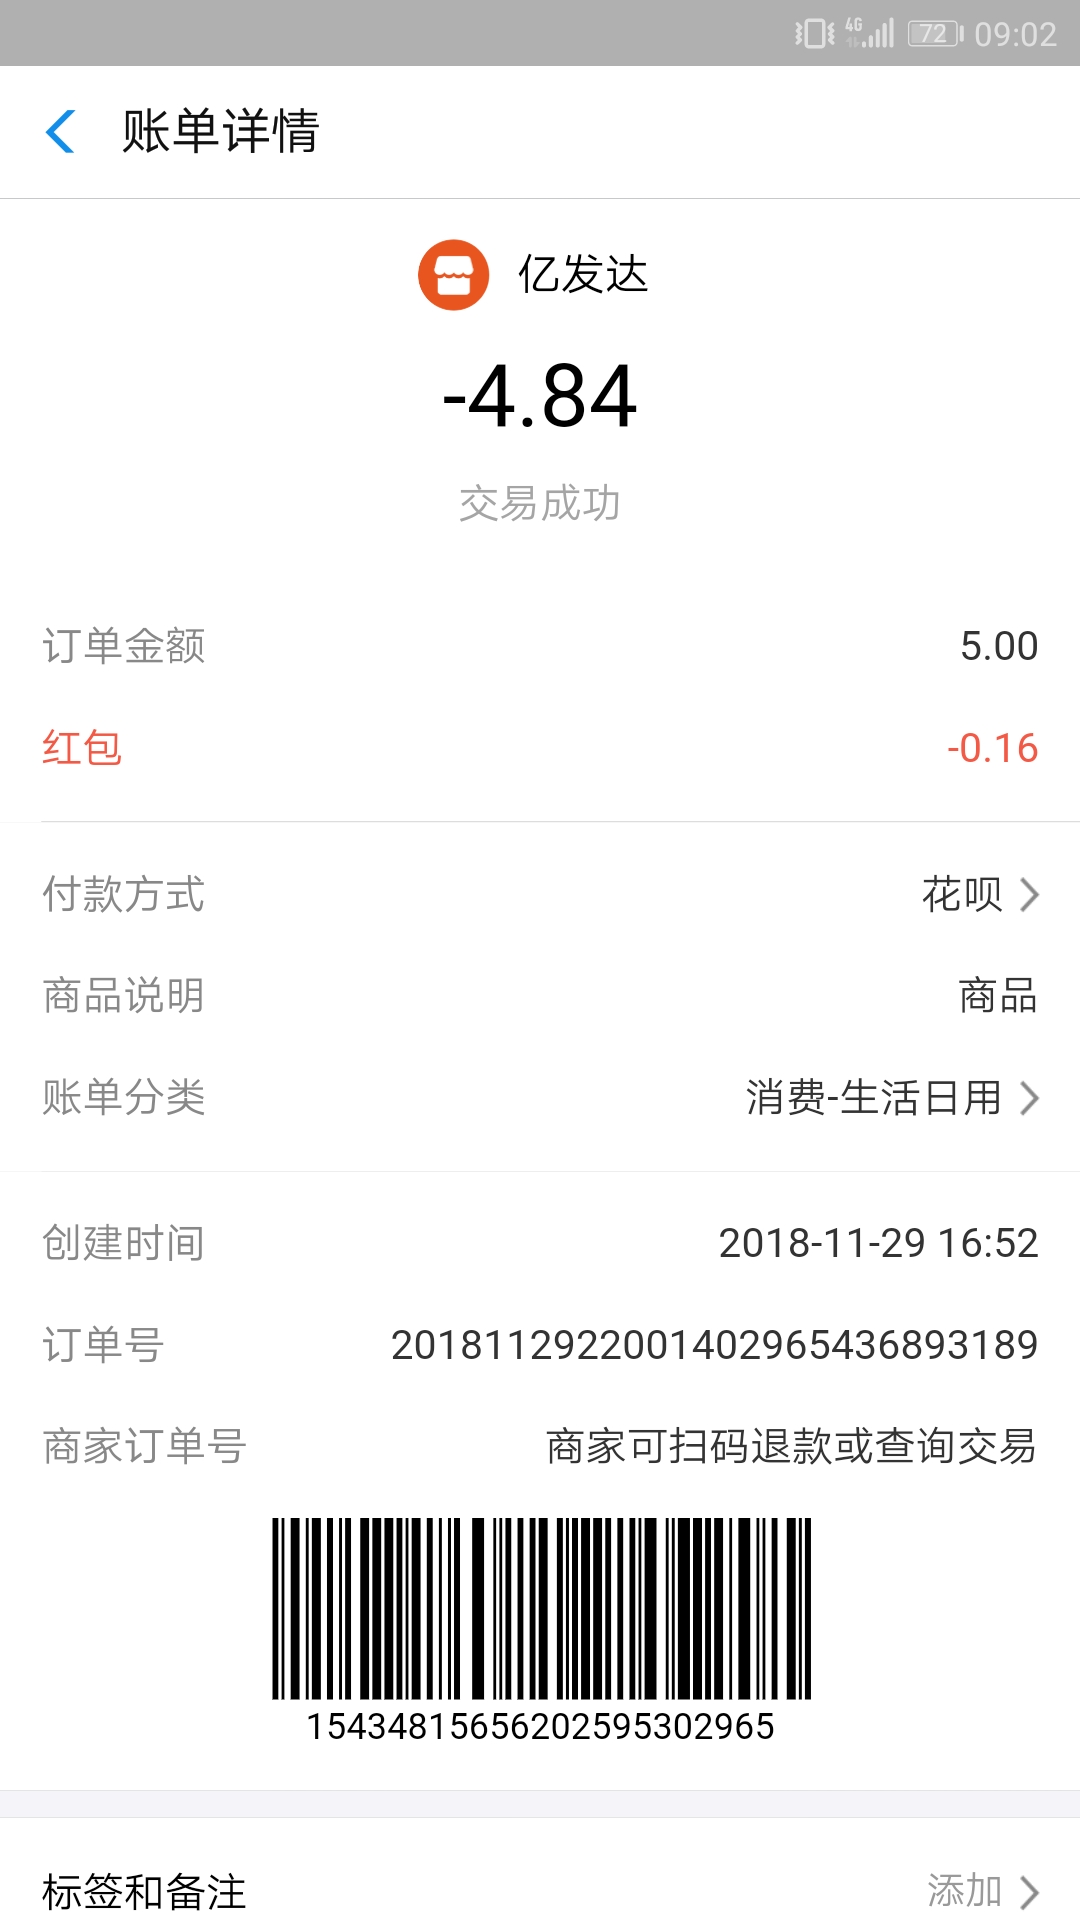 4G 72 09:02
账单详情
亿发达
-4.84
交易成功
订单金额 5.00
红包 -0.16
付款方式 花呗
商品说明 商品
账单分类 消费-生活日用
创建时间 2018-11-29 16:52
订单号 2018112922001402965436893189
商家订单号 商家可扫码退款或查询交易
15434815656202595302965
标签和备注 添加